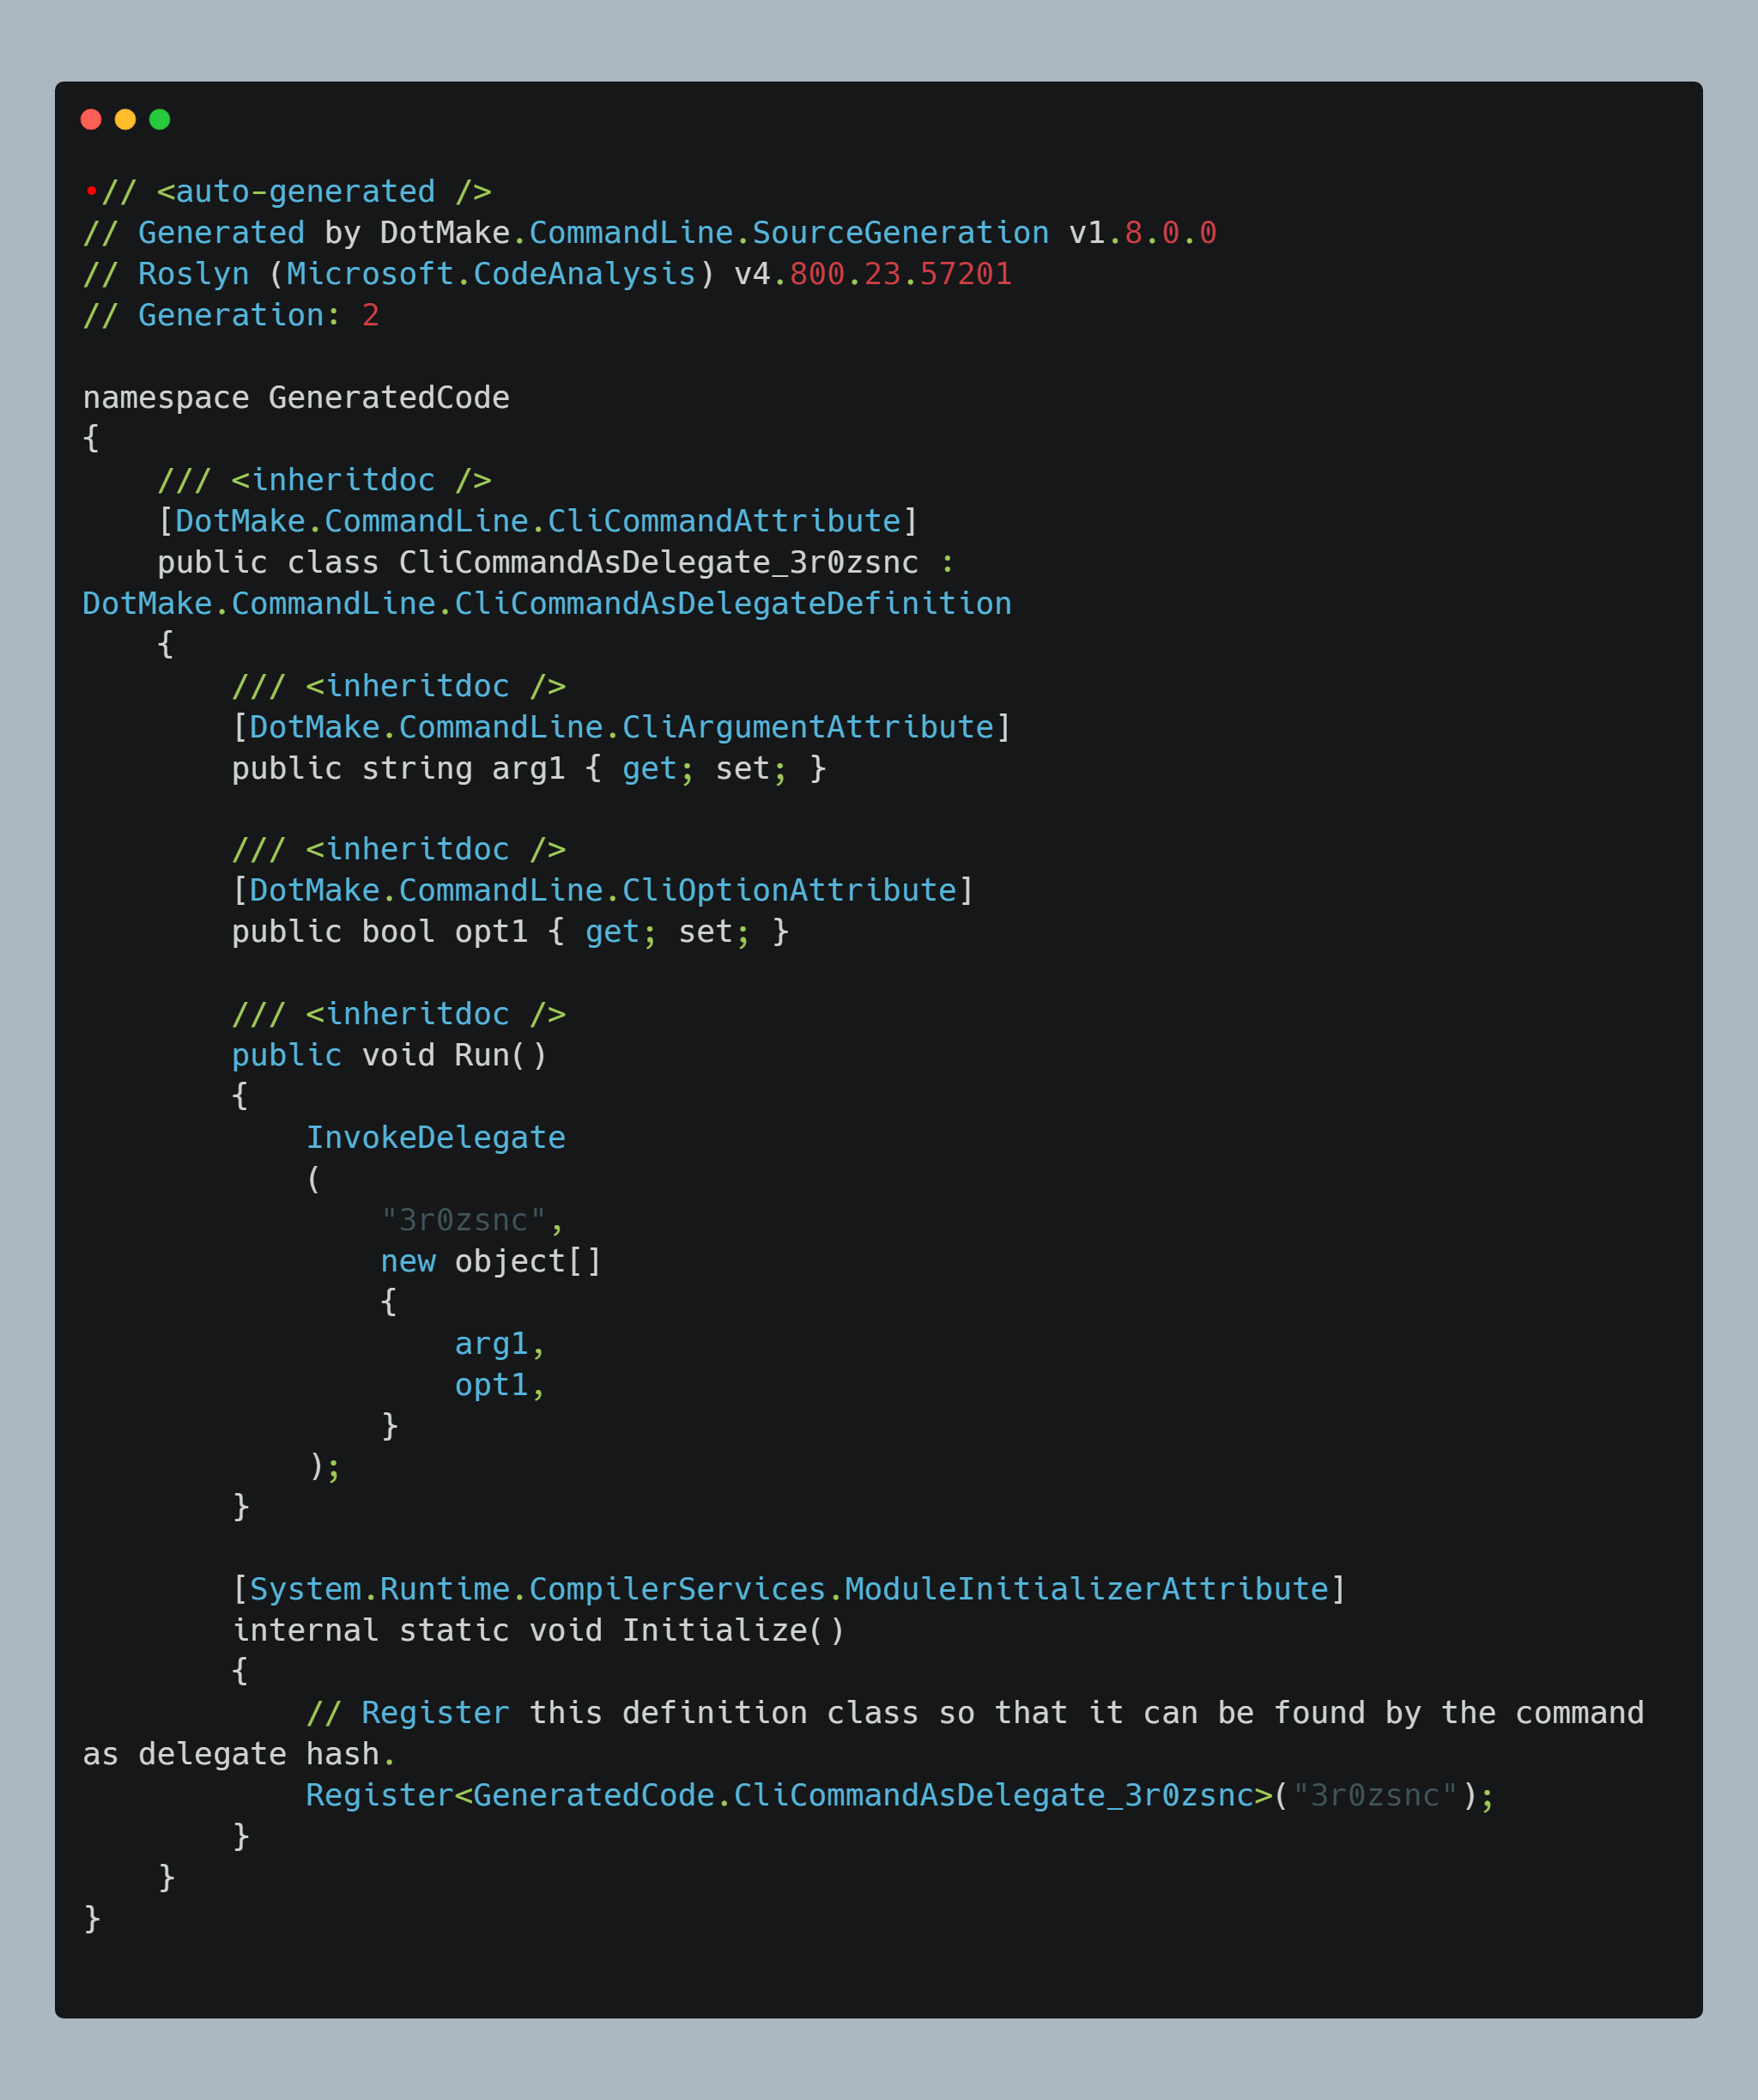 •// <auto-generated />
// Generated by DotMake.CommandLine.SourceGeneration v1.8.0.0
// Roslyn (Microsoft.CodeAnalysis) v4.800.23.57201
// Generation: 2

namespace GeneratedCode
{
    /// <inheritdoc />
    [DotMake.CommandLine.CliCommandAttribute]
    public class CliCommandAsDelegate_3r0zsnc :
DotMake.CommandLine.CliCommandAsDelegateDefinition
    {
        /// <inheritdoc />
        [DotMake.CommandLine.CliArgumentAttribute]
        public string arg1 { get; set; }

        /// <inheritdoc />
        [DotMake.CommandLine.CliOptionAttribute]
        public bool opt1 { get; set; }

        /// <inheritdoc />
        public void Run()
        {
            InvokeDelegate
            (
                "3r0zsnc",
                new object[]
                {
                    arg1,
                    opt1,
                }
            );
        }

        [System.Runtime.CompilerServices.ModuleInitializerAttribute]
        internal static void Initialize()
        {
            // Register this definition class so that it can be found by the command
as delegate hash.
            Register<GeneratedCode.CliCommandAsDelegate_3r0zsnc>("3r0zsnc");
        }
    }
}